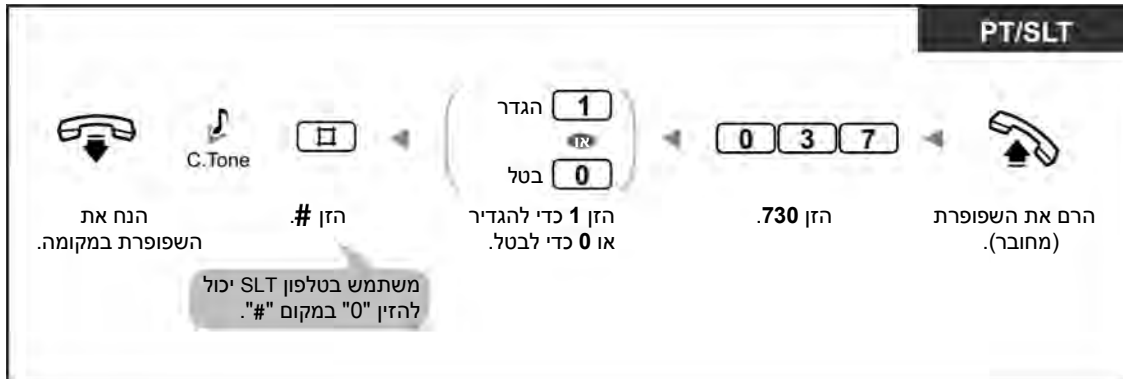 PT/SLT
1 הגדר
או
0 בטל
0 3 7
C.Tone
הרם את השפופרת
(מחובר).
הזן 730.
הזן 1 כדי להגדיר
או 0 כדי לבטל.
הזן #.
הנח את
השפופרת במקומה.
משתמש בטלפון SLT יכול
להזין "0" במקום "#".